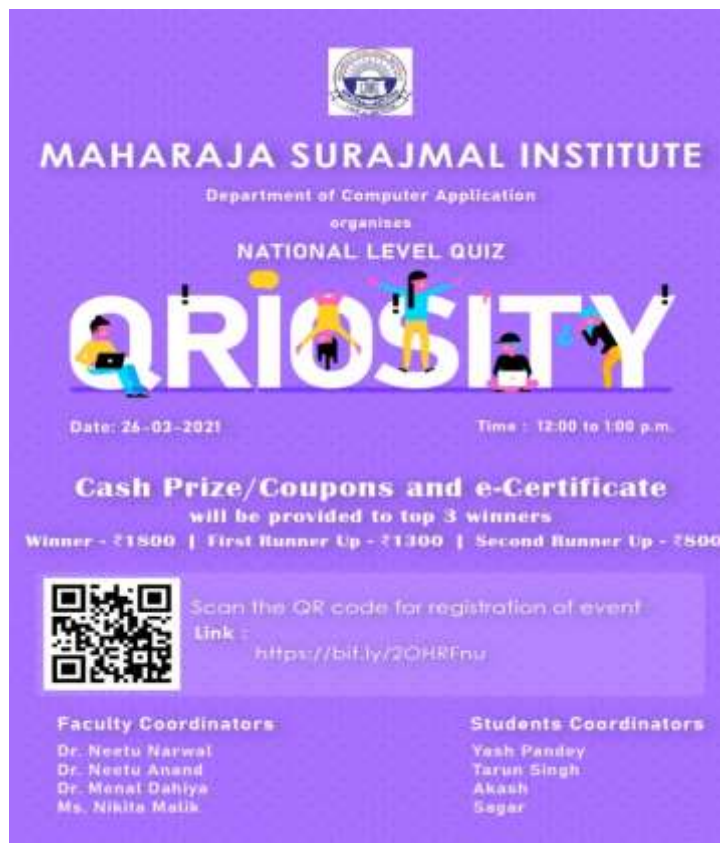 MAHARAJA SURAJMAL INSTITUTE
Department of Computer Application
organises
NATIONAL LEVEL QUIZ
QRIOSITY
Date: 26-03-2021
Time : 12:00 to 1:00 p.m.
Cash Prize/Coupons and e-Certificate
will be provided to top 3 winners
Winner - ₹1800 | First Runner Up - ₹1300 | Second Runner Up - ₹800
Scan the QR code for registration of event
Link :
https://bit.ly/2OHRFnu
Faculty Coordinators
Dr. Neetu Narwal
Dr. Neetu Anand
Dr. Menal Dahiya
Ms. Nikita Malik
Students Coordinators
Yash Pandey
Tarun Singh
Akash
Sagar